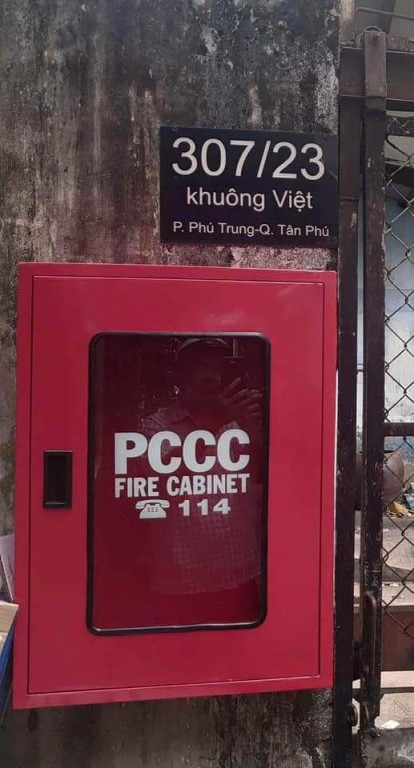 307/23
khuông Việt
P. Phú Trung-Q. Tân Phú
PCCC
FIRE CABINET
☎ 114